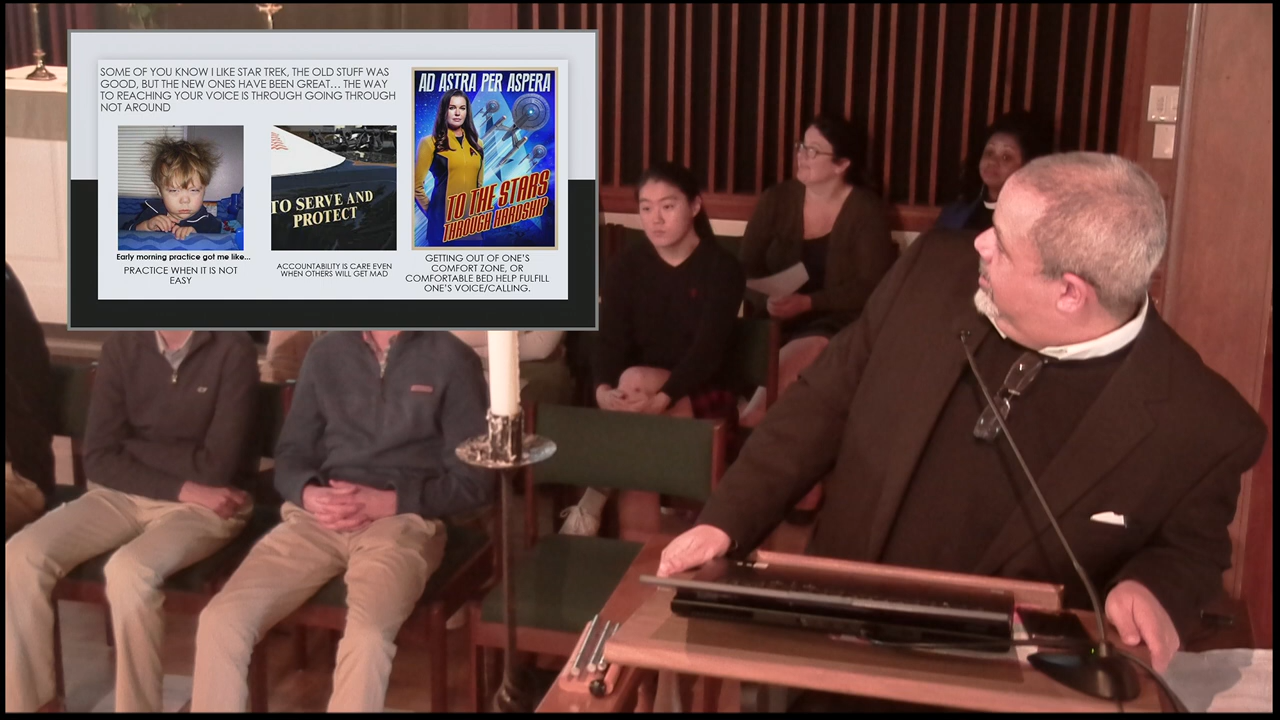 SOME OF YOU KNOW I LIKE STAR TREK, THE OLD STUFF WAS
GOOD, BUT THE NEW ONES HAVE BEEN GREAT... THE WAY
TO REACHING YOUR VOICE IS THROUGH GOING THROUGH
NOT AROUND
Early morning practice got me like...
PRACTICE WHEN IT IS NOT
EASY
TO SERVE AND
PROTECT
ACCOUNTABILITY IS CARE EVEN
WHEN OTHERS WILL GET MAD
AD ASTRA PER ASPERA
TO THE STARS
THROUGH HARDSHIP
GETTING OUT OF ONE'S
COMFORT ZONE, OR
COMFORTABLE BED HELP FULFILL
ONE'S VOICE/CALLING.